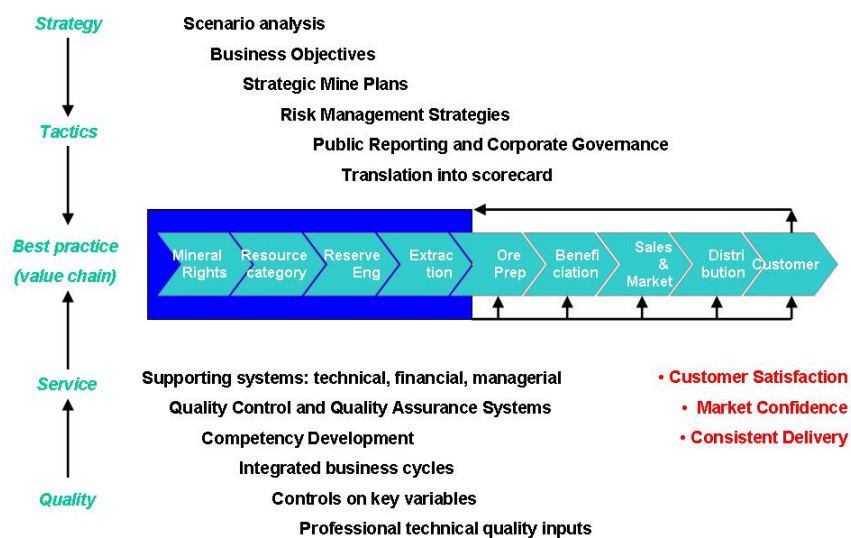 Strategy
Scenario analysis
Business Objectives
Strategic Mine Plans
Risk Management Strategies
Tactics
Public Reporting and Corporate Governance
Translation into scorecard
Best practice
(value chain)
Mineral
Rights
Resource
category
Reserve
Eng
Extrac
tion
Ore
Prep
Benefi
ciation
Sales
&
Market
Distri
bution
Customer
Service
Supporting systems: technical, financial, managerial
Quality Control and Quality Assurance Systems
Competency Development
Integrated business cycles
Quality
Controls on key variables
Professional technical quality inputs
• Customer Satisfaction
• Market Confidence
• Consistent Delivery